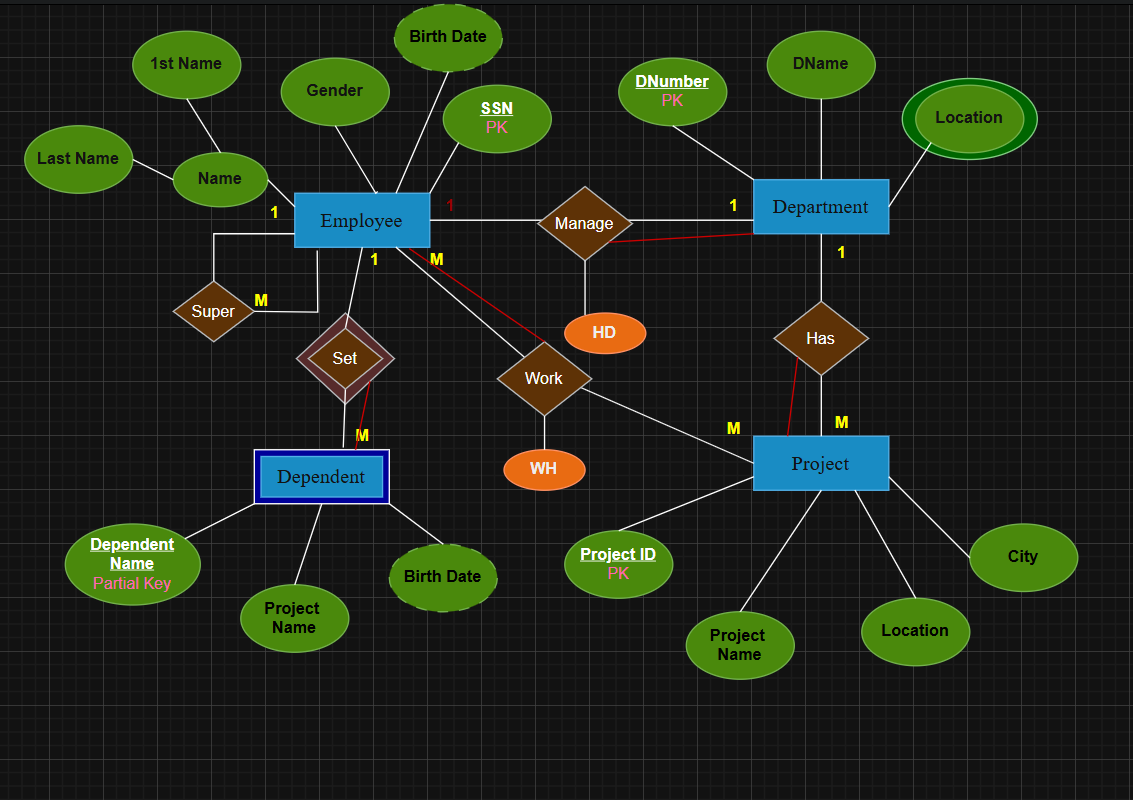 Birth Date
1st Name
DName
Gender
DNumber
PK
SSN
PK
Location
Last Name
Name
1
1
1
Employee
Manage
Department
1
M
1
M
Super
HD
Has
Set
Work
M
M
M
WH
Project
Dependent
Dependent
Name
Partial Key
Project ID
PK
City
Birth Date
Project
Name
Location
Project
Name